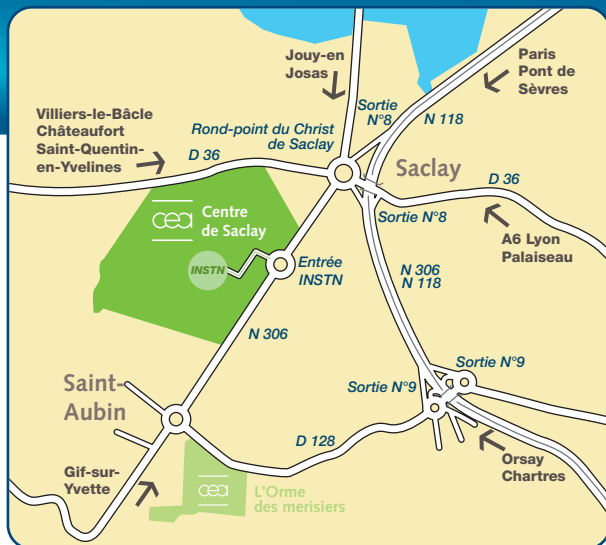 Jouy-en
Josas
Paris
Pont de
Sèvres
Villiers-le-Bâcle
Châteaufort
Saint-Quentin-
en-Yvelines
Sortie
N°8
N 118
Rond-point du Christ
de Saclay
D 36
Saclay
D 36
cea
Centre
de Saclay
Sortie N°8
A6 Lyon
Palaiseau
INSTN
Entrée
INSTN
N 306
N 118
N 306
Sortie N°9
Sortie N°9
Saint-
Aubin
D 128
Orsay
Chartres
Gif-sur-
Yvette
cea
L'Orme
des merisiers